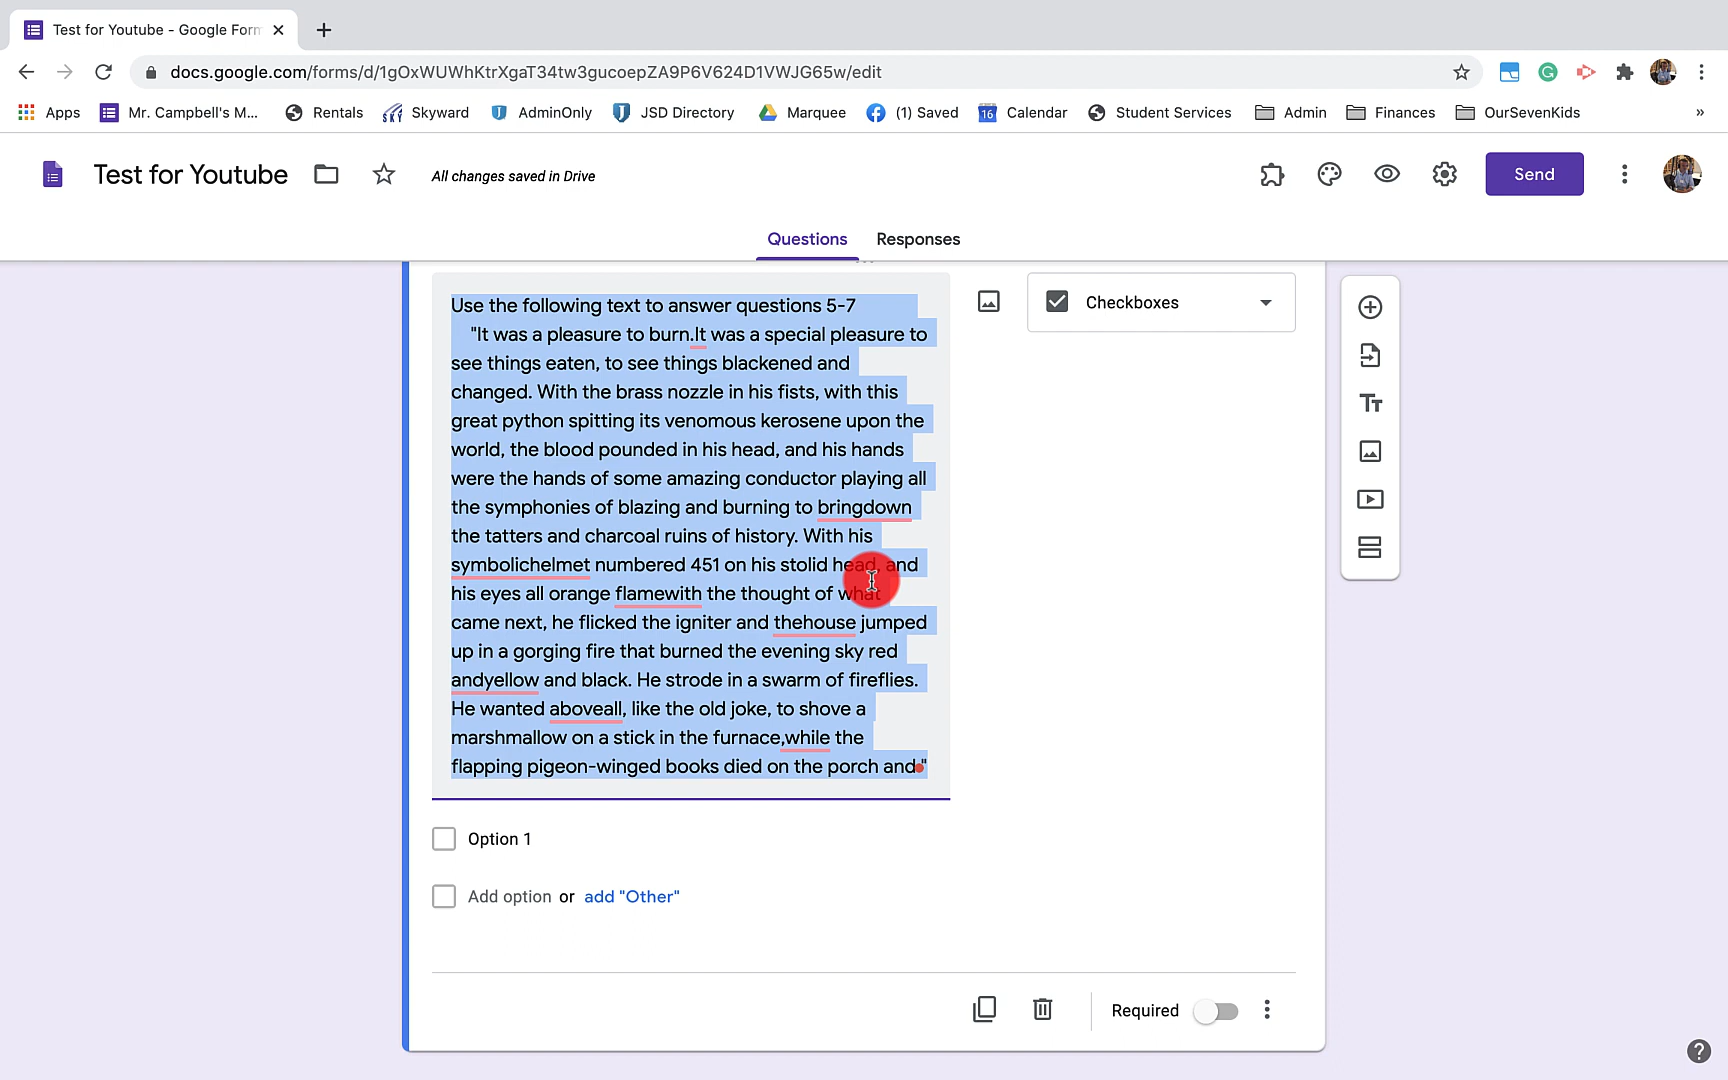 Test for Youtube - Google Form
docs.google.com/forms/d/1gOxWUWhKtrXgaT34tw3gucoepZA9P6V624D1VWJG65w/edit
Apps
Mr. Campbell's M...
Rentals
Skyward
AdminOnly
JSD Directory
Marquee
(1) Saved
16
Calendar
Student Services
Admin
Finances
OurSevenKids
»
Test for Youtube
All changes saved in Drive
Send
Questions
Responses
Use the following text to answer questions 5-7
"It was a pleasure to burn.It was a special pleasure to
see things eaten, to see things blackened and
changed. With the brass nozzle in his fists, with this
great python spitting its venomous kerosene upon the
world, the blood pounded in his head, and his hands
were the hands of some amazing conductor playing all
the symphonies of blazing and burning to bringdown
the tatters and charcoal ruins of history. With his
symbolichelmet numbered 451 on his stolid head, and
his eyes all orange flamewith the thought of what
came next, he flicked the igniter and thehouse jumped
up in a gorging fire that burned the evening sky red
andyellow and black. He strode in a swarm of fireflies.
He wanted aboveall, like the old joke, to shove a
marshmallow on a stick in the furnace,while the
flapping pigeon-winged books died on the porch and"
Checkboxes
Tт
Option 1
Add option or add "Other"
Required
?